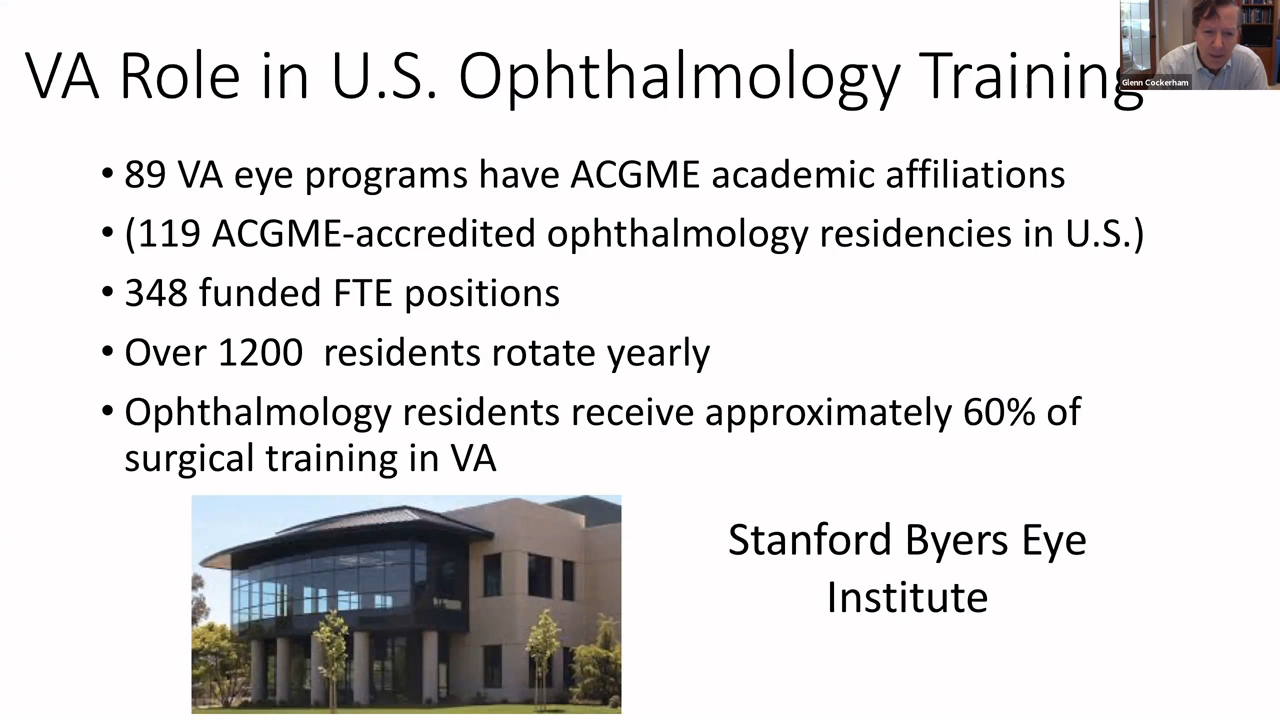 VA Role in U.S. Ophthalmology Training
Glenn Cockerham
• 89 VA eye programs have ACGME academic affiliations
• (119 ACGME-accredited ophthalmology residencies in U.S.)
• 348 funded FTE positions
• Over 1200  residents rotate yearly
• Ophthalmology residents receive approximately 60% of
surgical training in VA
Stanford Byers Eye
Institute